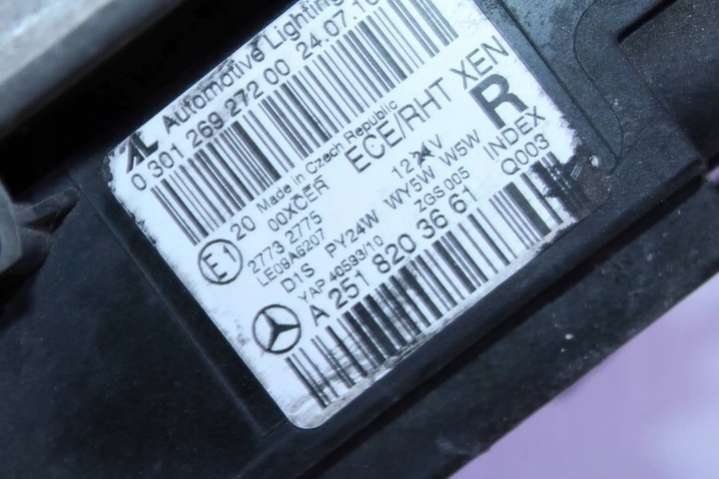 AL Automotive Lighting
0 301 269 272 00 24.07.10
Made in Czech Republic
ECE/RHT XEN
R
E1 20 00XCER
2773 2775
LE09A6207
12 V
D1S PY24W WY5W W5W INDEX
YAP 40593/10 ZGS 005 Q003
A 251 820 36 61